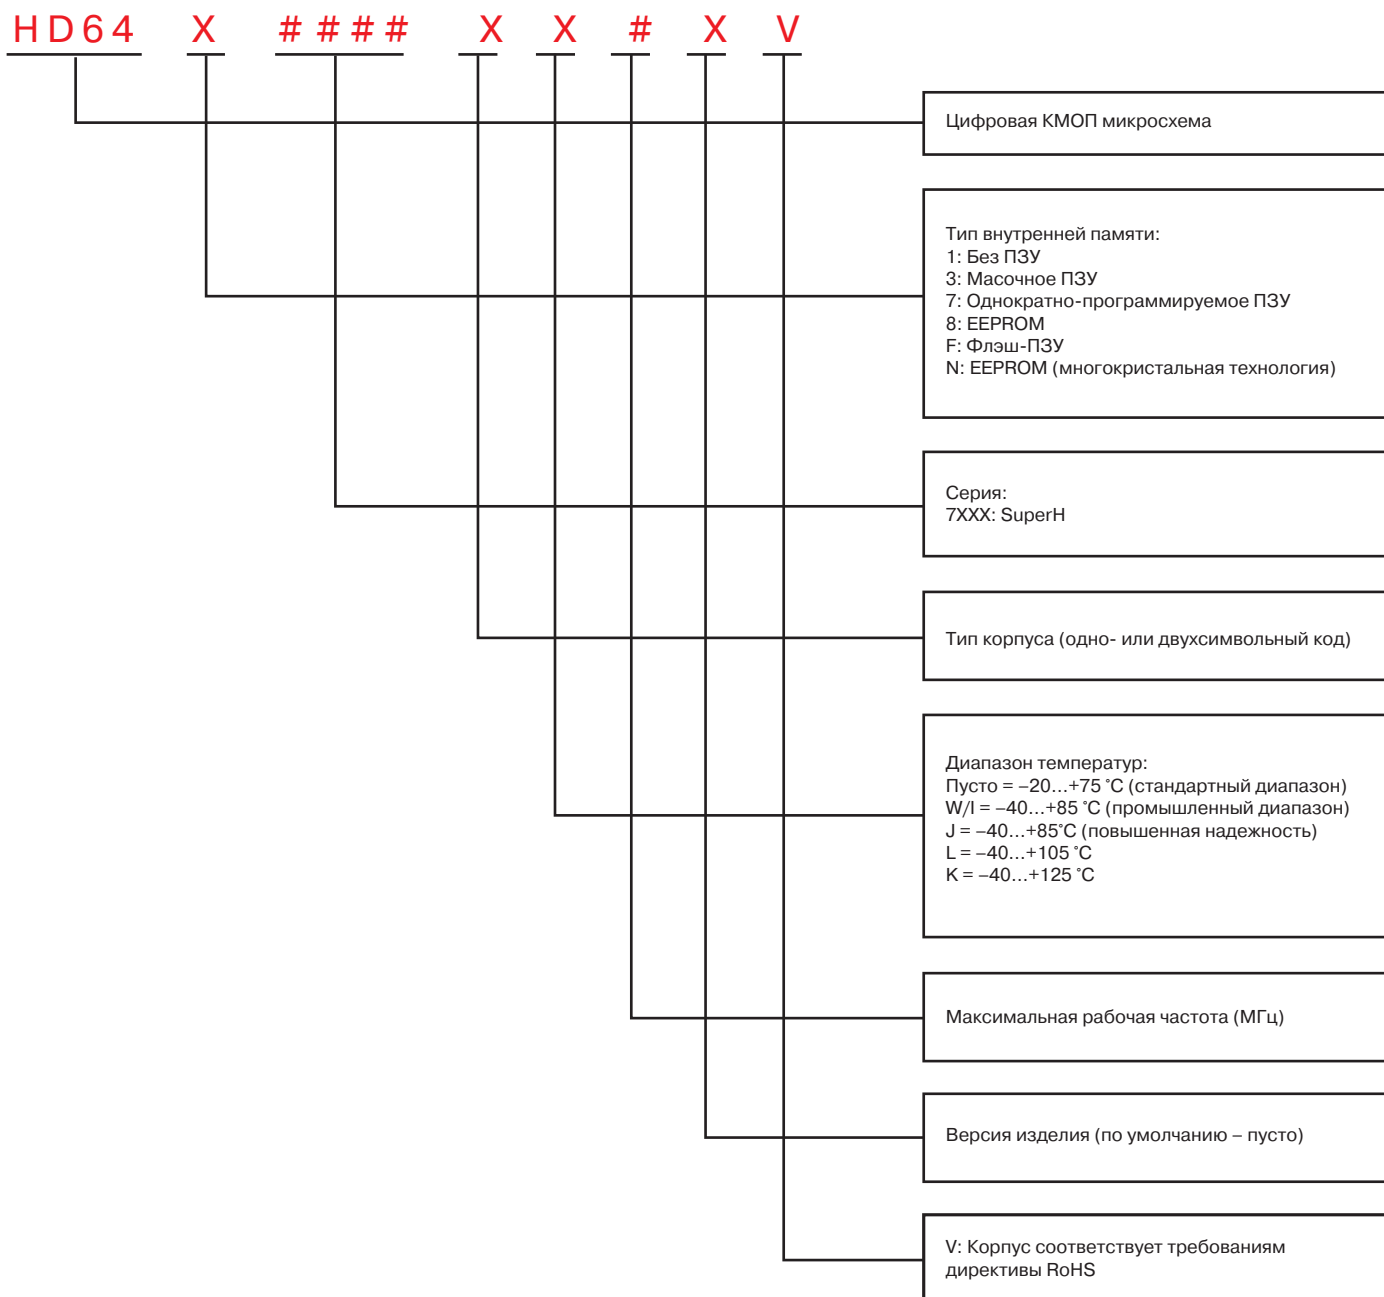 HD64 X #### X X # X V
Цифровая КМОП микросхема
Тип внутренней памяти:
1: Без ПЗУ
3: Масочное ПЗУ
7: Однократно-программируемое ПЗУ
8: EEPROM
F: Флэш-ПЗУ
N: EEPROM (многокристальная технология)
Серия:
7XXX: SuperH
Тип корпуса (одно- или двухсимвольный код)
Диапазон температур:
Пусто = –20...+75 °C (стандартный диапазон)
W/I = –40...+85 °C (промышленный диапазон)
J = –40...+85°C (повышенная надежность)
L = –40...+105 °C
K = –40...+125 °C
Максимальная рабочая частота (МГц)
Версия изделия (по умолчанию – пусто)
V: Корпус соответствует требованиям
директивы RoHS